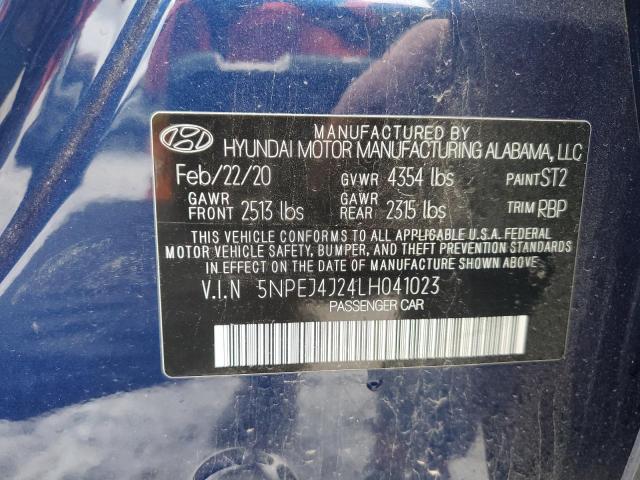 MANUFACTURED BY
HYUNDAI MOTOR MANUFACTURING ALABAMA, LLC
Feb/22/20 GVWR 4354 lbs PAINT ST2
GAWR FRONT 2513 lbs GAWR REAR 2315 lbs TRIM RBP
THIS VEHICLE CONFORMS TO ALL APPLICABLE U.S.A. FEDERAL
MOTOR VEHICLE SAFETY, BUMPER, AND THEFT PREVENTION STANDARDS
IN EFFECT ON THE DATE OF MANUFACTURE SHOWN ABOVE.
V.I.N 5NPEJ4J24LH041023
PASSENGER CAR